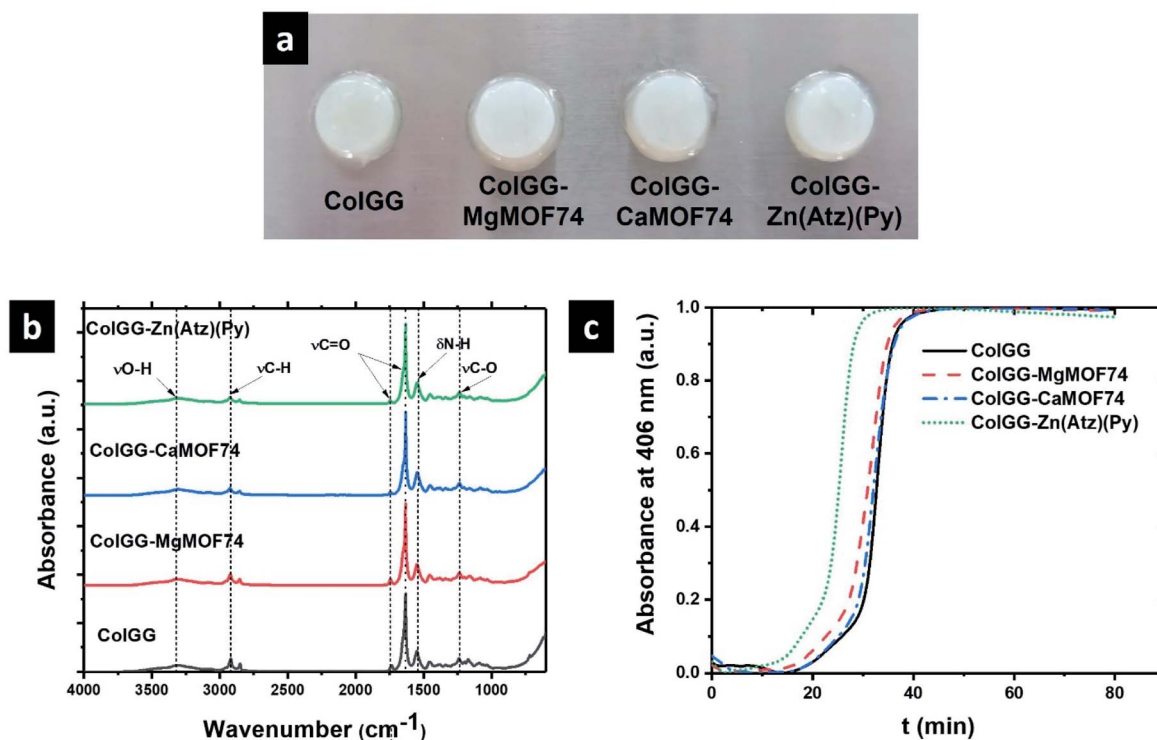 a
ColGG
ColGG-
MgMOF74
ColGG-
CaMOF74
ColGG-
Zn(Atz)(Py)
b
ColGG-Zn(Atz)(Py)
νO-H
νC-H
νC=O
δN-H
νC-O
ColGG-CaMOF74
ColGG-MgMOF74
ColGG
Absorbance (a.u.)
4000 3500 3000 2500 2000 1500 1000
Wavenumber (cm⁻¹)
c
1.0
0.8
0.6
0.4
0.2
0.0
Absorbance at 406 nm (a.u.)
ColGG
ColGG-MgMOF74
ColGG-CaMOF74
ColGG-Zn(Atz)(Py)
0 20 40 60 80
t (min)